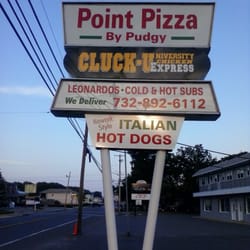 Point Pizza
By Pudgy
CLUCK-U
UNIVERSITY
CHICKEN
EXPRESS
LEONARDOS • COLD & HOT SUBS
We Deliver 732-892-6112
Newark
Style
ITALIAN
HOT DOGS